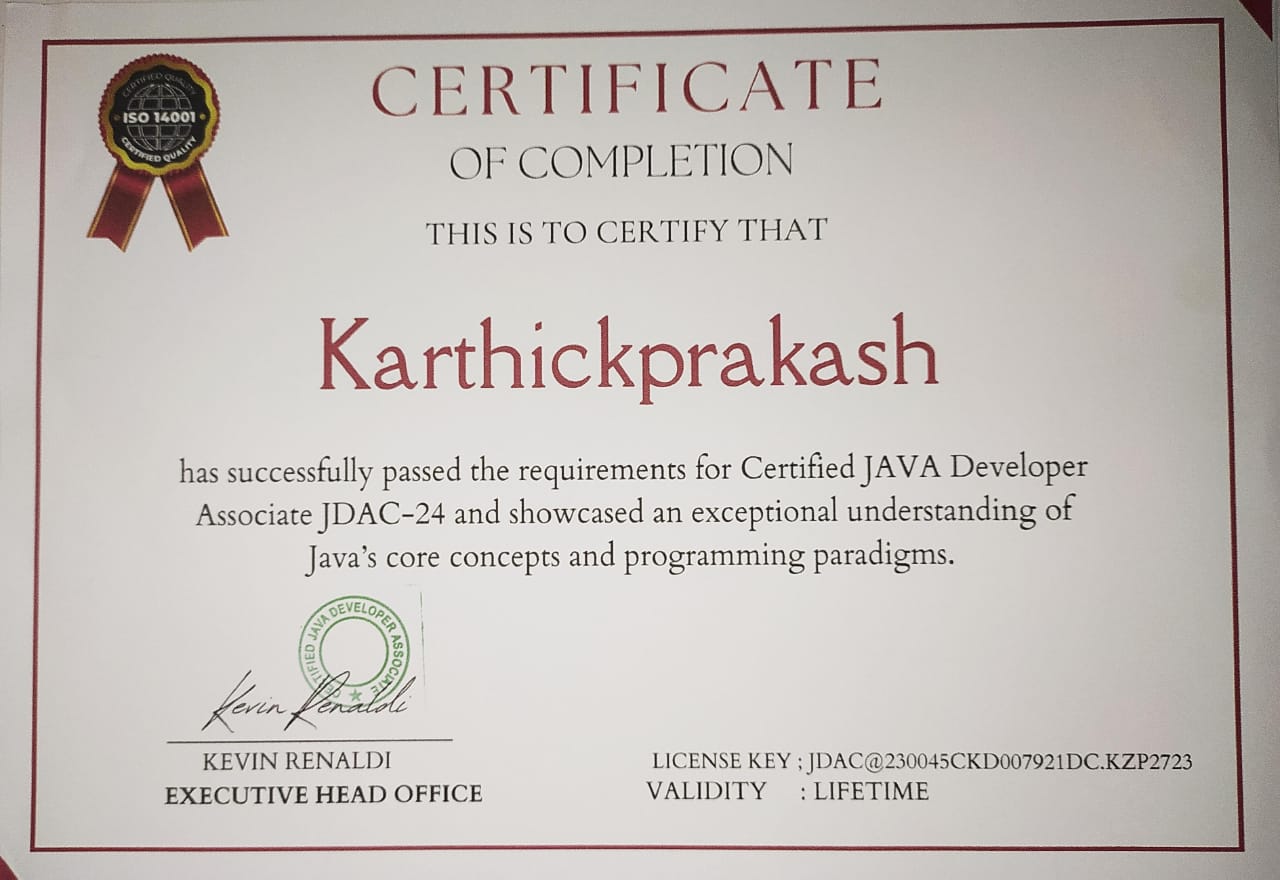 CERTIFICATE
OF COMPLETION
CERTIFIED QUALITY
ISO 14001
CERTIFIED QUALITY
THIS IS TO CERTIFY THAT
Karthickprakash
has successfully passed the requirements for Certified JAVA Developer
Associate JDAC-24 and showcased an exceptional understanding of
Java's core concepts and programming paradigms.
CERTIFIED JAVA DEVELOPER ASSOCIATE
Kevin Renaldi
KEVIN RENALDI
EXECUTIVE HEAD OFFICE
LICENSE KEY ; JDAC@230045CKD007921DC.KZP2723
VALIDITY : LIFETIME